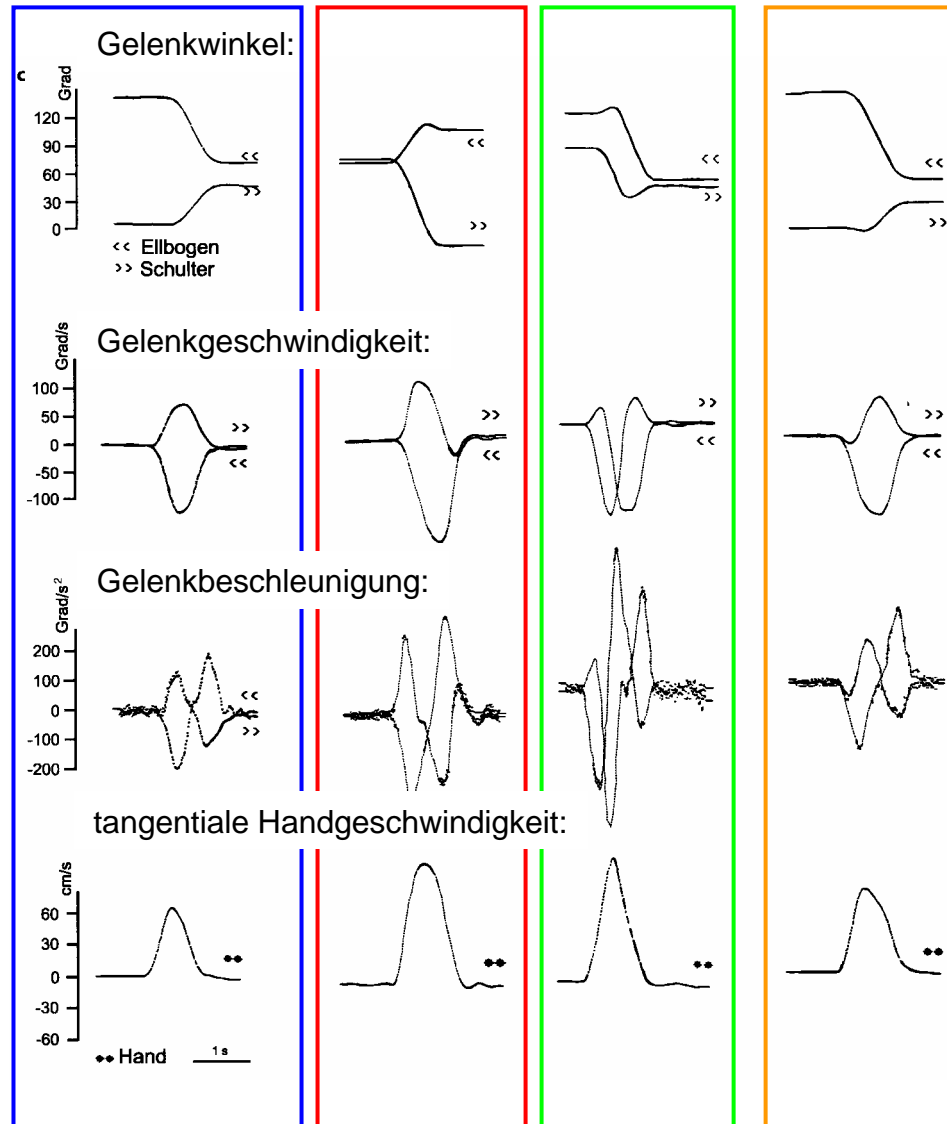 Gelenkwinkel:
c
Grad
120
90
60
30
0
<<
>>
<<
>>
<<
>>
<<
>>
<< Ellbogen
>> Schulter
Gelenkgeschwindigkeit:
Grad/s
100
50
0
-50
-100
>>
<<
>>
<<
>>
<<
>>
<<
Gelenkbeschleunigung:
Grad/s²
200
100
0
-100
-200
<<
>>
tangentiale Handgeschwindigkeit:
cm/s
60
30
0
-30
-60
Hand
1 s